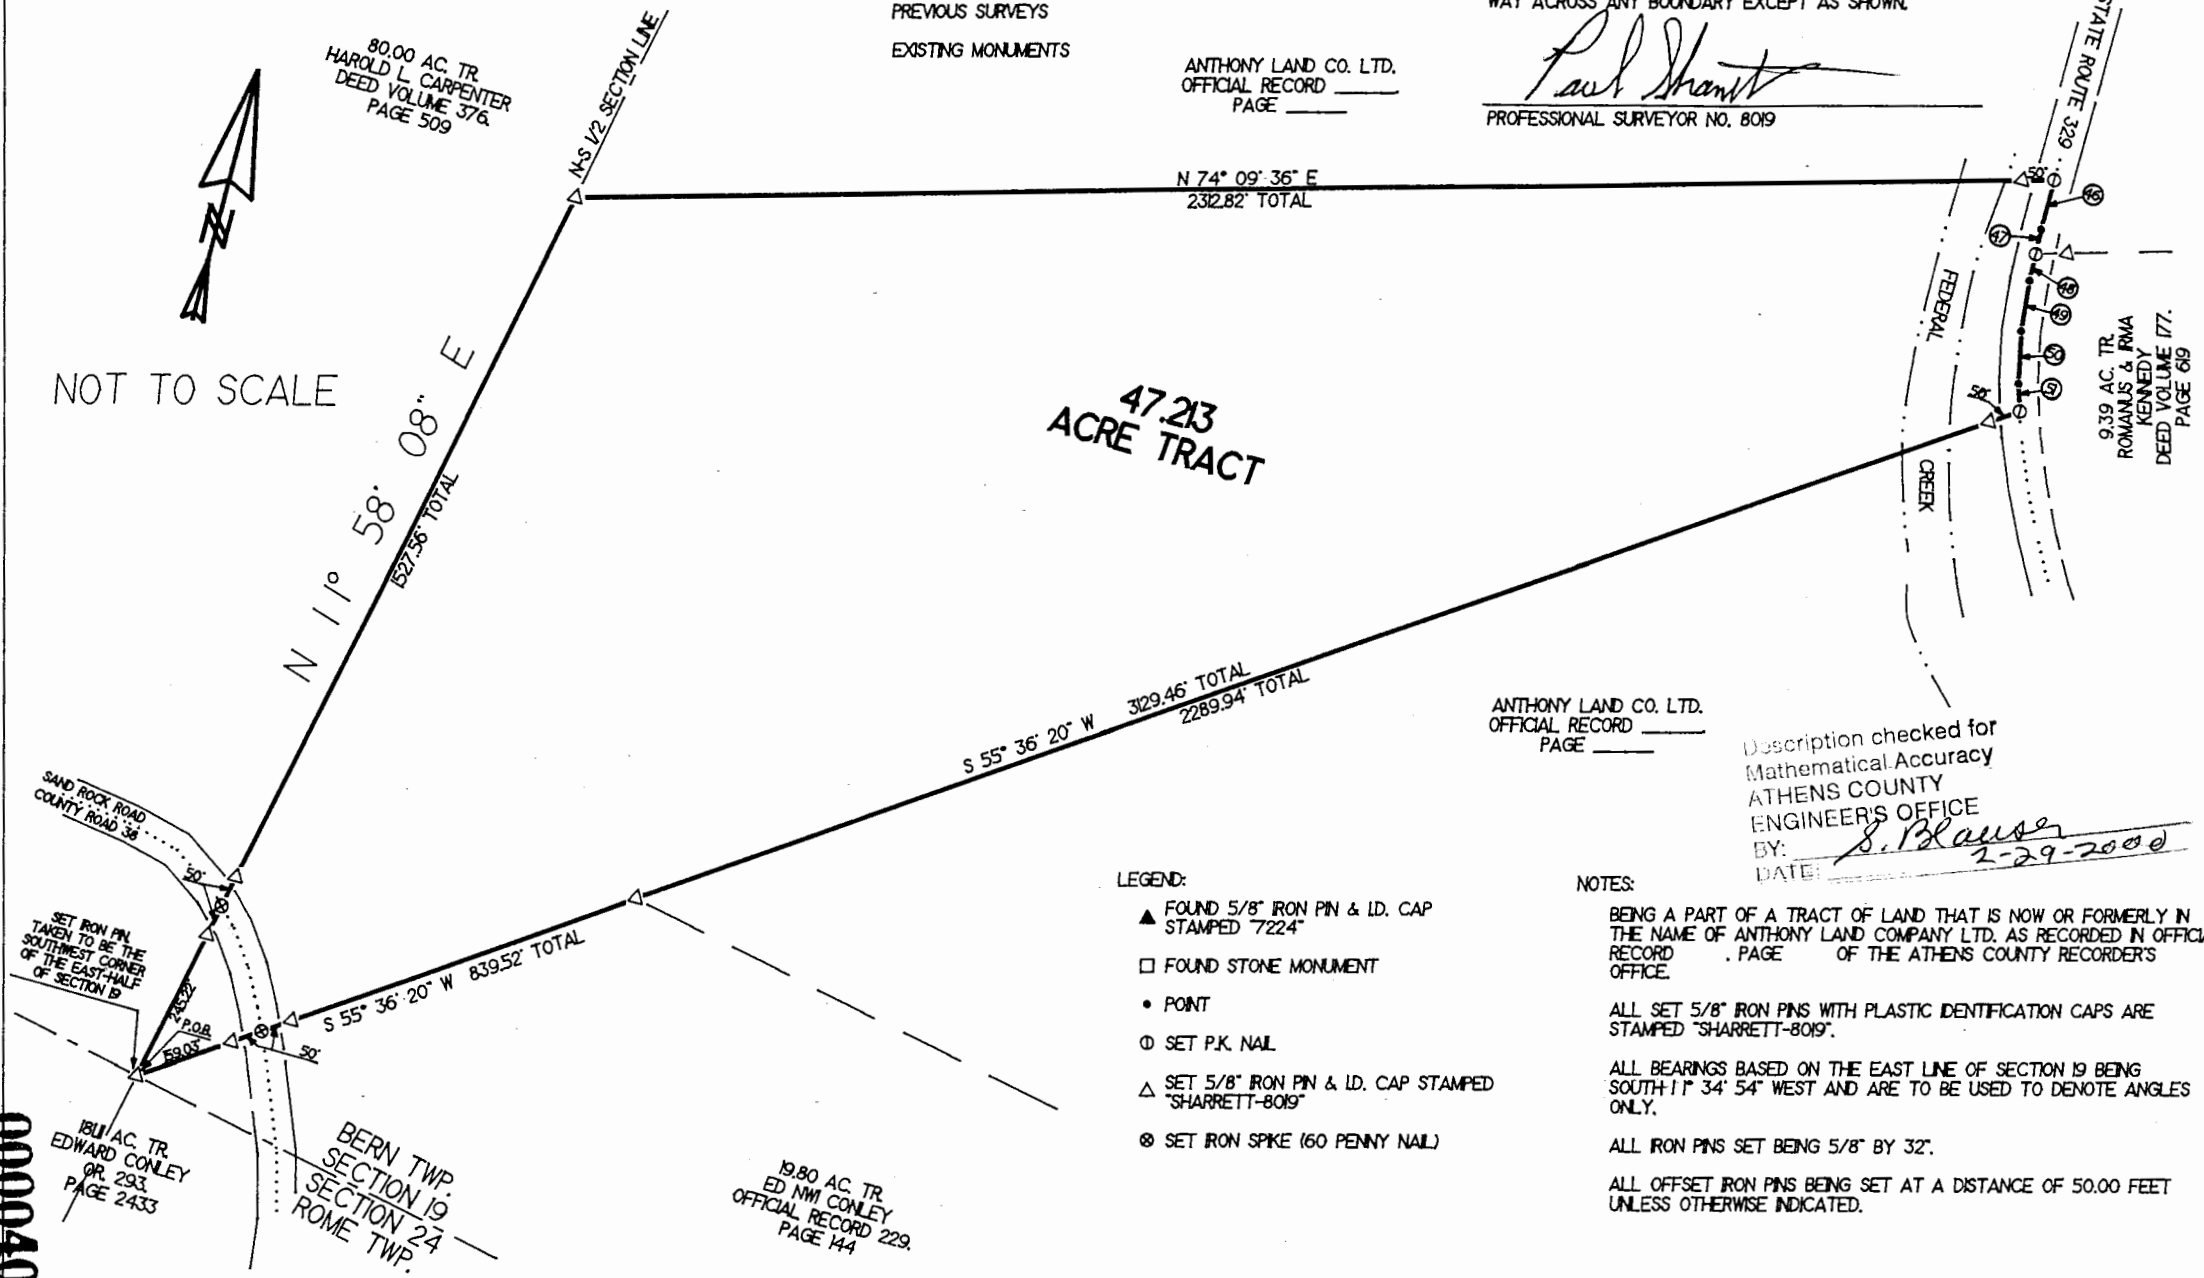 PREVIOUS SURVEYS
EXISTING MONUMENTS
WAY ACROSS ANY BOUNDARY EXCEPT AS SHOWN.
80.00 AC. TR.
HAROLD L. CARPENTER
DEED VOLUME 376,
PAGE 509
N-S 1/2 SECTION LINE
ANTHONY LAND CO. LTD.
OFFICIAL RECORD ______
PAGE ______
PROFESSIONAL SURVEYOR NO. 8019
STATE ROUTE 329
N
NOT TO SCALE
N 74° 09' 36" E
2312.82' TOTAL
50'
46
47
48
49
50
51
50'
FEDERAL
CREEK
9.39 AC. TR.
ROMANUS & IRMA
KENNEDY
DEED VOLUME 177,
PAGE 619
N 11° 58' 08" E
1527.56' TOTAL
47.213
ACRE TRACT
S 55° 36' 20" W
3129.46' TOTAL
2289.94' TOTAL
ANTHONY LAND CO. LTD.
OFFICIAL RECORD ______
PAGE ______
Description checked for
Mathematical Accuracy
ATHENS COUNTY
ENGINEER'S OFFICE
BY: S. Blauser
DATE: 2-29-2000
SAND ROCK ROAD
COUNTY ROAD 38
50'
SET IRON PIN,
TAKEN TO BE THE
SOUTHWEST CORNER
OF THE EAST-HALF
OF SECTION 19
245.22'
P.O.B.
159.03'
50'
S 55° 36' 20" W 839.52' TOTAL
EDWARD CONLEY
OR. 293,
PAGE 2433
BERN TWP.
SECTION 19
SECTION 24
ROME TWP.
19.80 AC. TR.
ED NWI CONLEY
OFFICIAL RECORD 229,
PAGE 144
LEGEND:
FOUND 5/8" IRON PIN & I.D. CAP
STAMPED "7224"
FOUND STONE MONUMENT
POINT
SET P.K. NAIL
SET 5/8" IRON PIN & I.D. CAP STAMPED
"SHARRETT-8019"
SET IRON SPIKE (60 PENNY NAIL)
NOTES:
BEING A PART OF A TRACT OF LAND THAT IS NOW OR FORMERLY IN
THE NAME OF ANTHONY LAND COMPANY LTD. AS RECORDED IN OFFICI
RECORD , PAGE OF THE ATHENS COUNTY RECORDER'S
OFFICE.
ALL SET 5/8" IRON PINS WITH PLASTIC IDENTIFICATION CAPS ARE
STAMPED "SHARRETT-8019".
ALL BEARINGS BASED ON THE EAST LINE OF SECTION 19 BEING
SOUTH 11° 34' 54" WEST AND ARE TO BE USED TO DENOTE ANGLES
ONLY.
ALL IRON PINS SET BEING 5/8" BY 32".
ALL OFFSET IRON PINS BEING SET AT A DISTANCE OF 50.00 FEET
UNLESS OTHERWISE INDICATED.